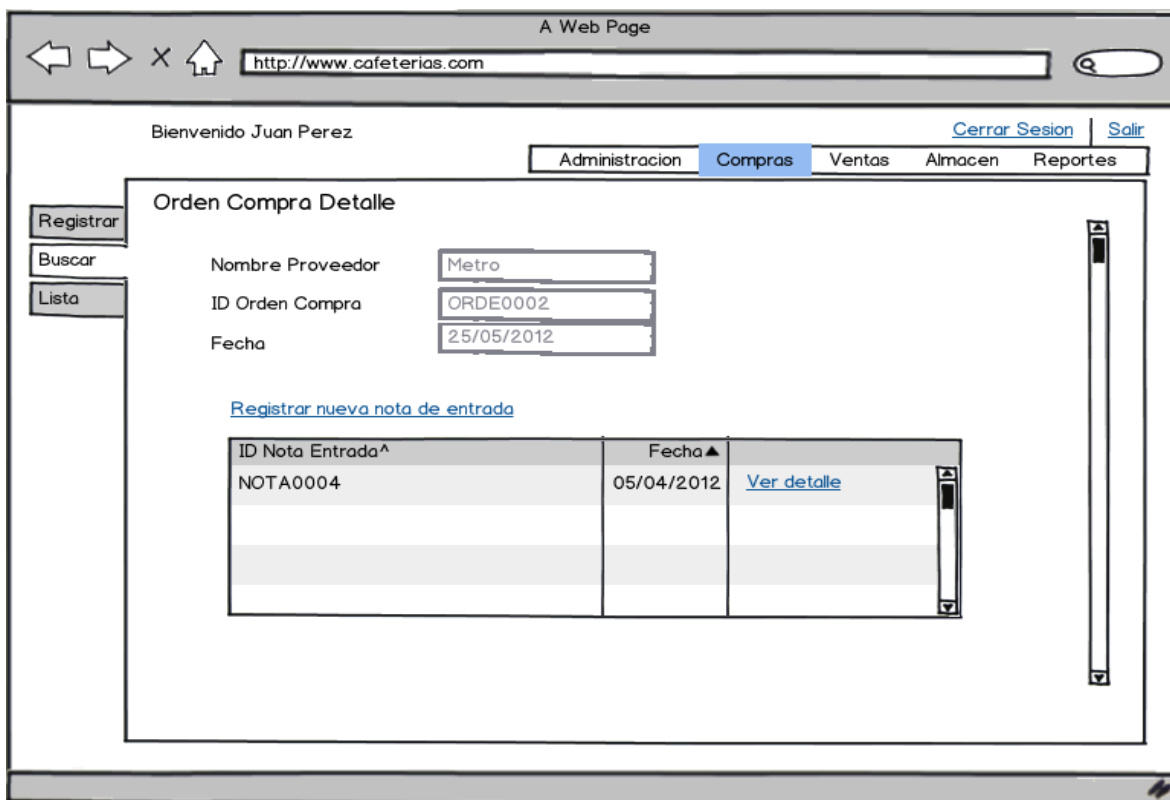 A Web Page
http://www.cafeterias.com
Bienvenido Juan Perez
Cerrar Sesion
Salir
Administracion Compras Ventas Almacen Reportes
Registrar
Buscar
Lista
Orden Compra Detalle
Nombre Proveedor Metro
ID Orden Compra ORDE0002
Fecha 25/05/2012
Registrar nueva nota de entrada
ID Nota Entrada^ Fecha▲
NOTA0004 05/04/2012 Ver detalle